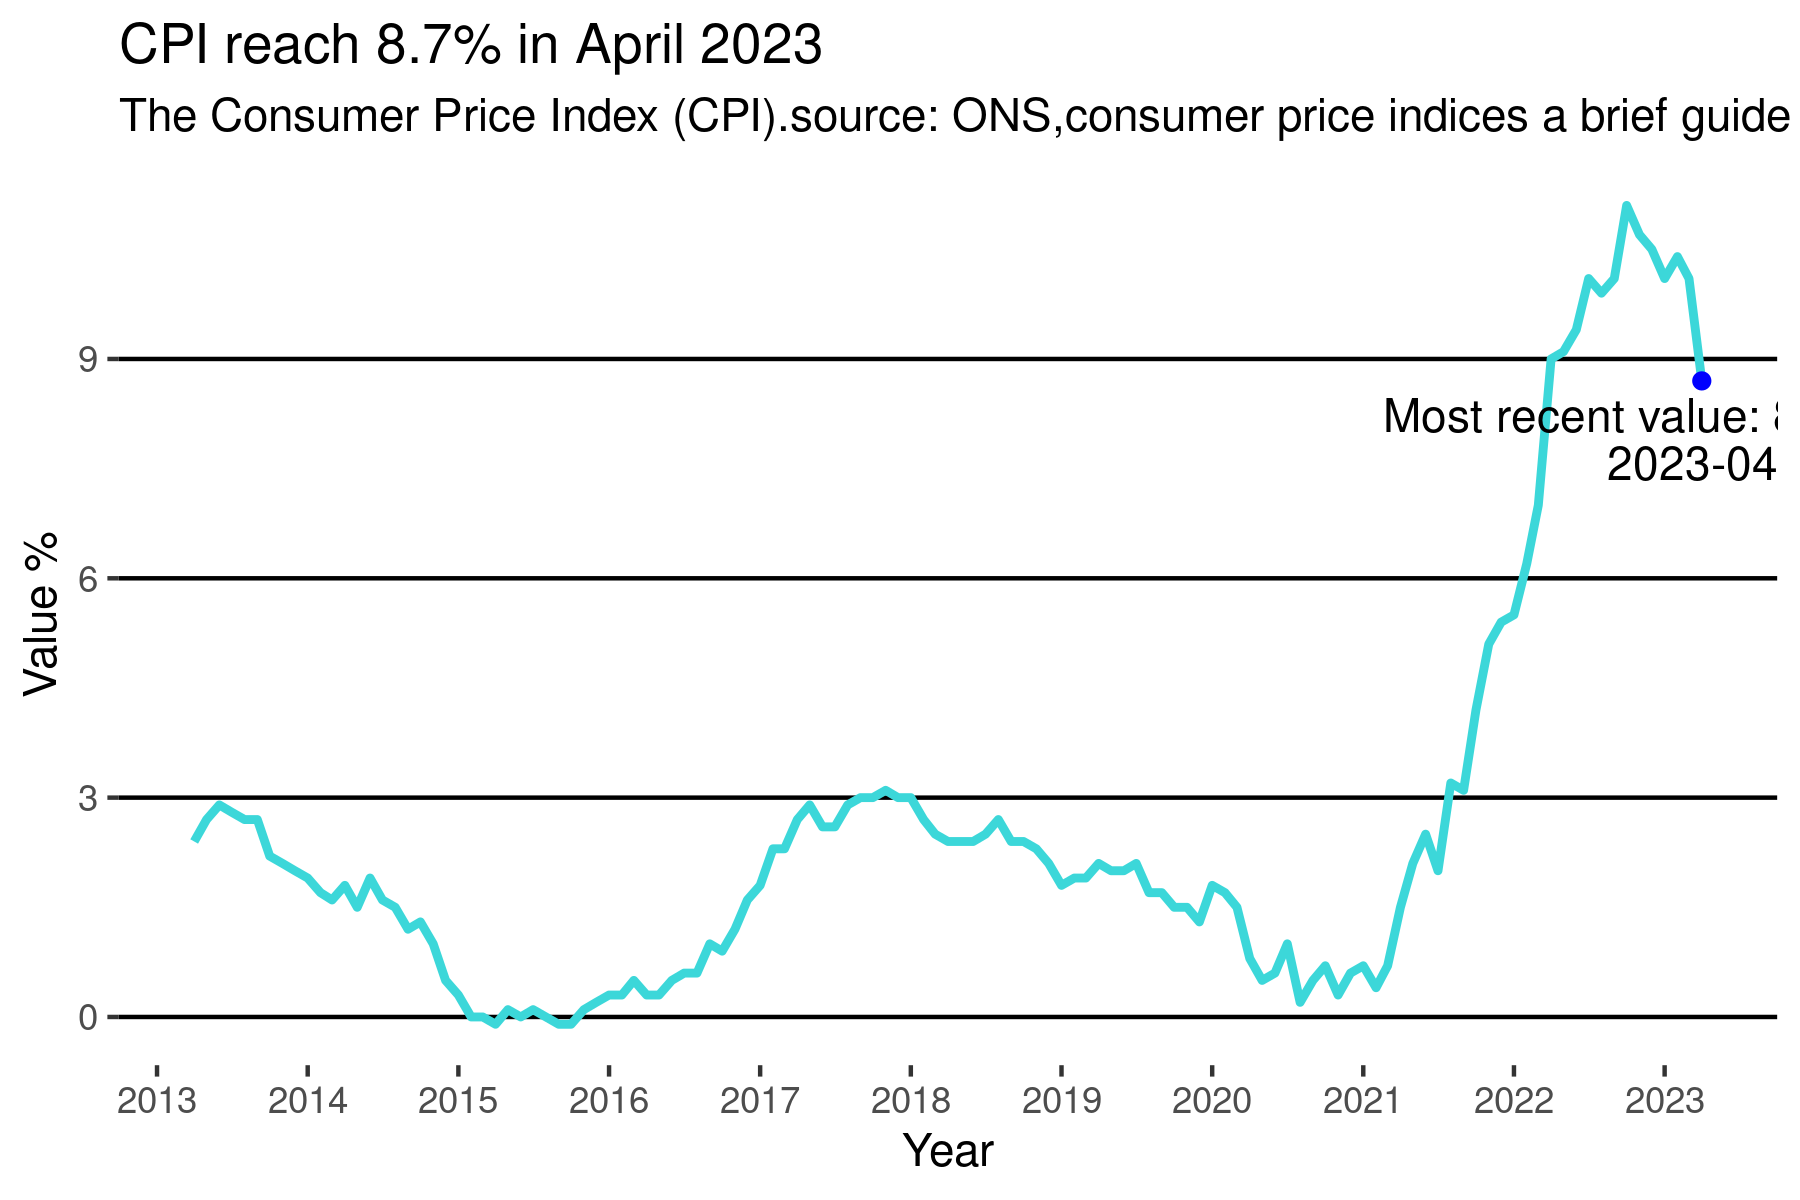 CPI reach 8.7% in April 2023
The Consumer Price Index (CPI).source: ONS,consumer price indices a brief guide
9
Most recent value:
2023-04
6
Value %
3
0
2013 2014 2015 2016 2017 2018 2019 2020 2021 2022 2023
Year